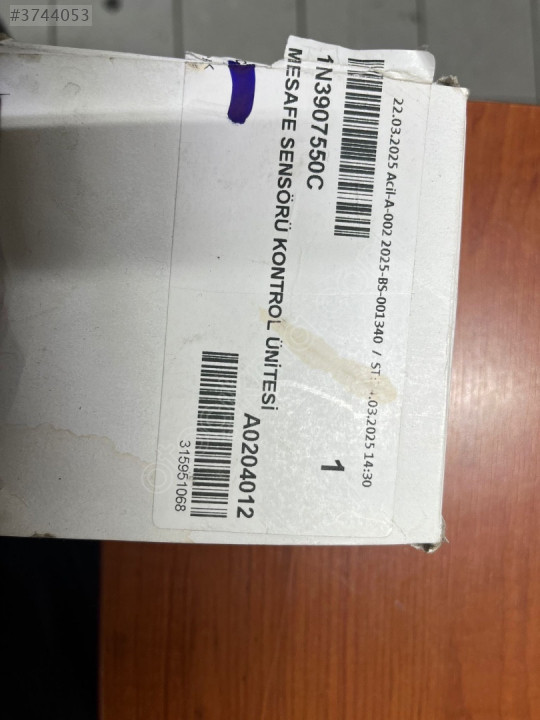 #3744053
22.03.2025 Acil-A-002 2025-BS-001340 / ST: .03.2025 14:30
1N3907550C
1
MESAFE SENSÖRÜ KONTROL ÜNİTESİ
A0204012
315951068